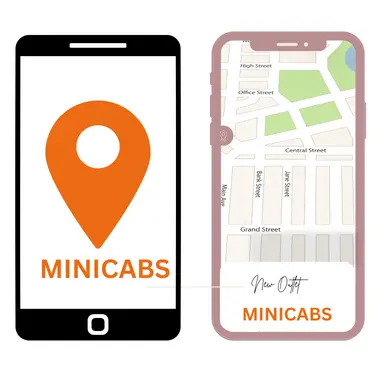 MINICABS
High Street
Office Street
Central Street
Bank Street
Jane Street
Main Ave
Grand Street
New Outlet
MINICABS